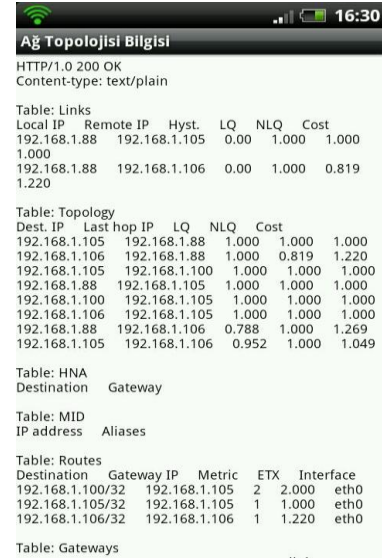 16:30
Ağ Topolojisi Bilgisi
HTTP/1.0 200 OK
Content-type: text/plain
Table: Links
Local IP Remote IP Hyst. LQ NLQ Cost
192.168.1.88 192.168.1.105 0.00 1.000 1.000
1.000
192.168.1.88 192.168.1.106 0.00 1.000 0.819
1.220
Table: Topology
Dest. IP Last hop IP LQ NLQ Cost
192.168.1.105 192.168.1.88 1.000 1.000 1.000
192.168.1.106 192.168.1.88 1.000 0.819 1.220
192.168.1.105 192.168.1.100 1.000 1.000 1.000
192.168.1.88 192.168.1.105 1.000 1.000 1.000
192.168.1.100 192.168.1.105 1.000 1.000 1.000
192.168.1.106 192.168.1.105 1.000 1.000 1.000
192.168.1.88 192.168.1.106 0.788 1.000 1.269
192.168.1.105 192.168.1.106 0.952 1.000 1.049
Table: HNA
Destination Gateway
Table: MID
IP address Aliases
Table: Routes
Destination Gateway IP Metric ETX Interface
192.168.1.100/32 192.168.1.105 2 2.000 eth0
192.168.1.105/32 192.168.1.105 1 1.000 eth0
192.168.1.106/32 192.168.1.106 1 1.220 eth0
Table: Gateways